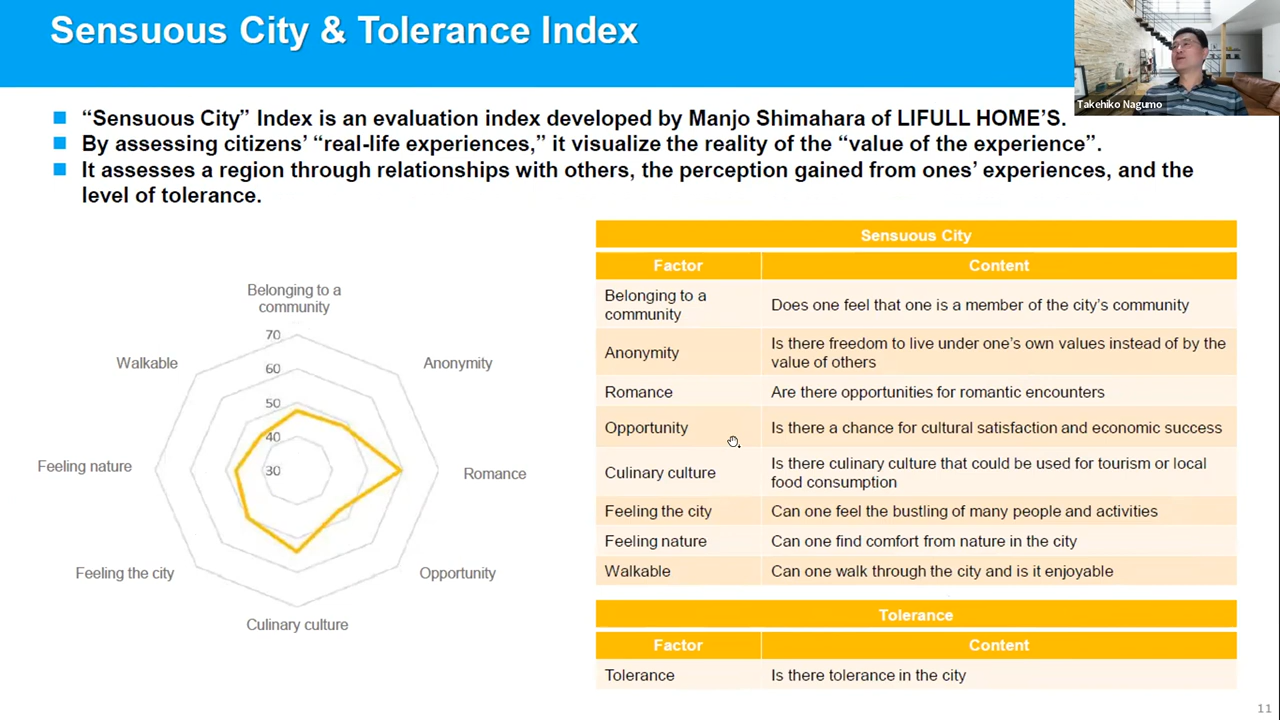 Sensuous City & Tolerance Index
Takehiko Nagumo
“Sensuous City” Index is an evaluation index developed by Manjo Shimahara of LIFULL HOME’S.
By assessing citizens’ “real-life experiences,” it visualize the reality of the “value of the experience”.
It assesses a region through relationships with others, the perception gained from ones’ experiences, and the
level of tolerance.
Belonging to a
community
Anonymity
Romance
Opportunity
Culinary culture
Feeling the city
Feeling nature
Walkable
70
60
50
40
30
Sensuous City
Factor Content
Belonging to a
community
Does one feel that one is a member of the city’s community
Anonymity
Is there freedom to live under one’s own values instead of by the
value of others
Romance Are there opportunities for romantic encounters
Opportunity Is there a chance for cultural satisfaction and economic success
Culinary culture
Is there culinary culture that could be used for tourism or local
food consumption
Feeling the city Can one feel the bustling of many people and activities
Feeling nature Can one find comfort from nature in the city
Walkable Can one walk through the city and is it enjoyable
Tolerance
Factor Content
Tolerance Is there tolerance in the city
11